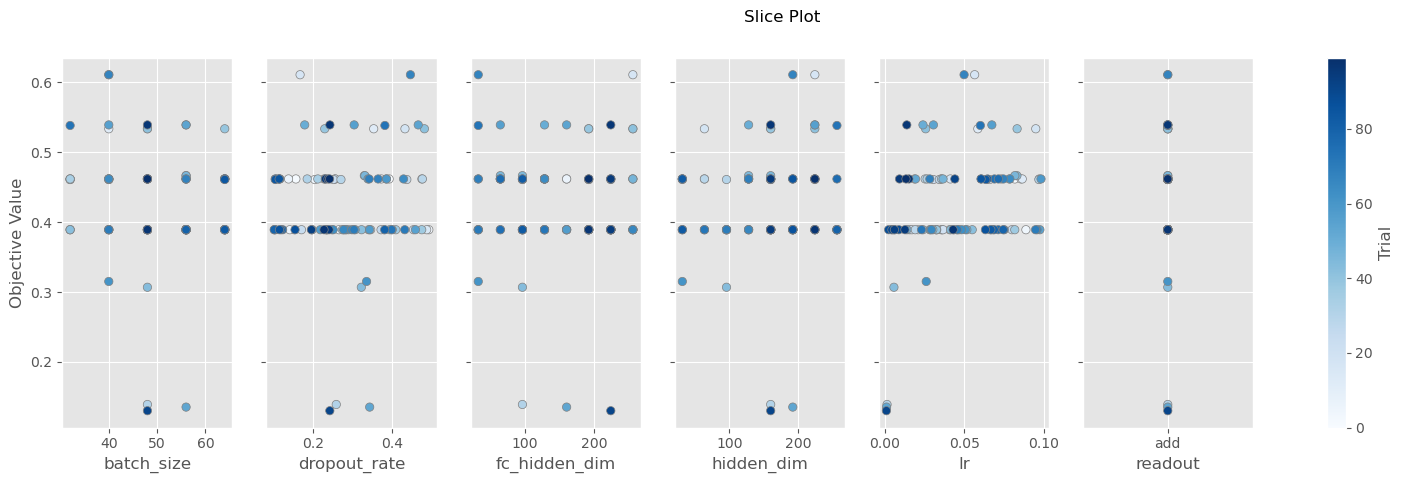 Slice Plot
Objective Value
0.6
0.5
0.4
0.3
0.2
40 50 60
batch_size
0.2 0.4
dropout_rate
100 200
fc_hidden_dim
100 200
hidden_dim
0.00 0.05 0.10
lr
add
readout
80
60
40
20
0
Trial